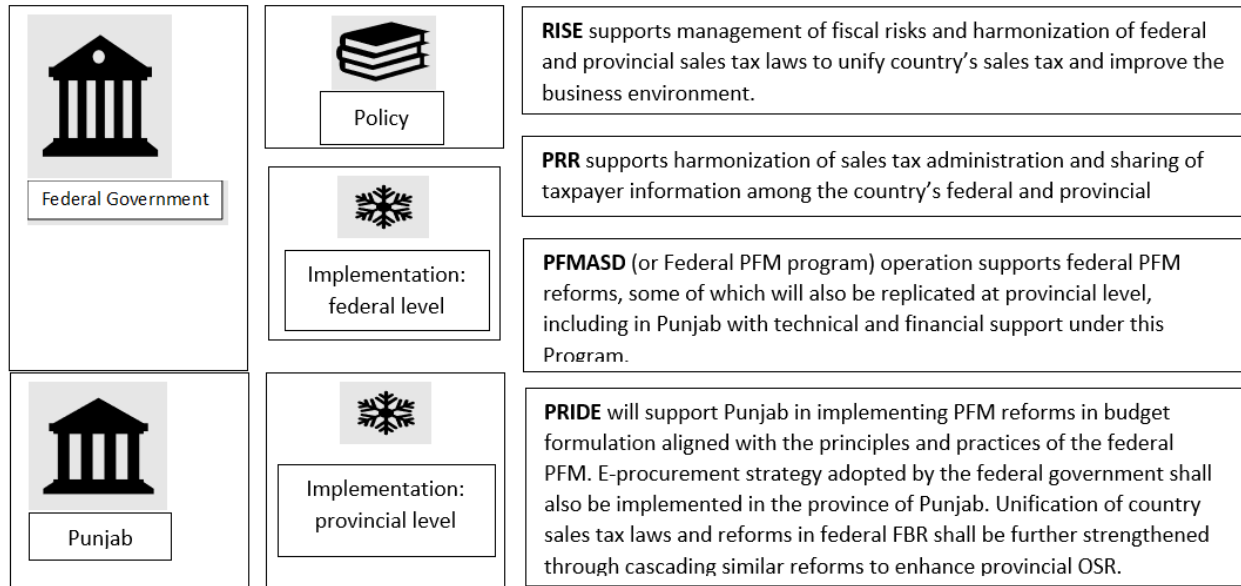 Federal Government
Policy
RISE supports management of fiscal risks and harmonization of federal
and provincial sales tax laws to unify country's sales tax and improve the
business environment.
PRR supports harmonization of sales tax administration and sharing of
taxpayer information among the country's federal and provincial
Implementation:
federal level
PFMASD (or Federal PFM program) operation supports federal PFM
reforms, some of which will also be replicated at provincial level,
including in Punjab with technical and financial support under this
Program.
Punjab
Implementation:
provincial level
PRIDE will support Punjab in implementing PFM reforms in budget
formulation aligned with the principles and practices of the federal
PFM. E-procurement strategy adopted by the federal government shall
also be implemented in the province of Punjab. Unification of country
sales tax laws and reforms in federal FBR shall be further strengthened
through cascading similar reforms to enhance provincial OSR.